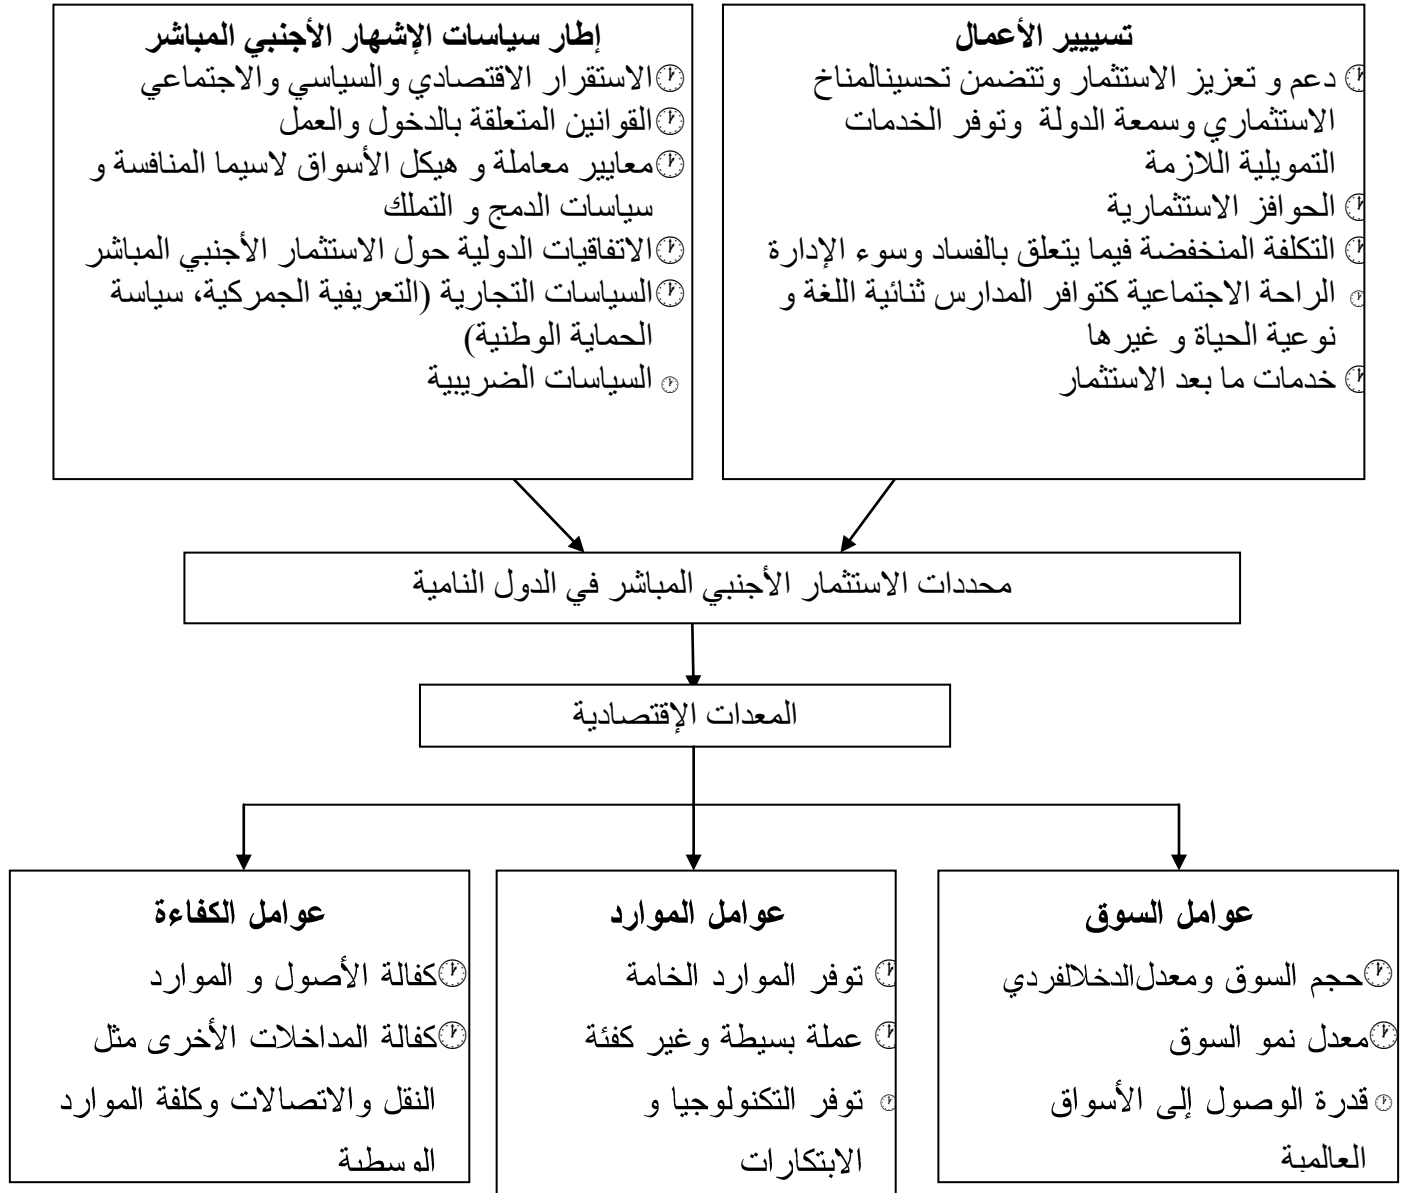 تسييير الأعمال
دعم و تعزيز الاستثمار وتتضمن تحسينالمناخ
الاستثماري وسمعة الدولة وتوفر الخدمات
التمويلية اللازمة
الحوافز الاستثمارية
التكلفة المنخفضة فيما يتعلق بالفساد وسوء الإدارة
الراحة الاجتماعية كتوافر المدارس ثنائية اللغة و
نوعية الحياة و غيرها
خدمات ما بعد الاستثمار
إطار سياسات الإشهار الأجنبي المباشر
الاستقرار الاقتصادي والسياسي والاجتماعي
القوانين المتعلقة بالدخول والعمل
معايير معاملة و هيكل الأسواق لاسيما المنافسة و
سياسات الدمج و التملك
الاتفاقيات الدولية حول الاستثمار الأجنبي المباشر
السياسات التجارية (التعريفية الجمركية، سياسة
الحماية الوطنية)
السياسات الضريبية
محددات الاستثمار الأجنبي المباشر في الدول النامية
المعدات الإقتصادية
عوامل السوق
حجم السوق ومعدلالدخلالفردي
معدل نمو السوق
قدرة الوصول إلى الأسواق
العالمية
عوامل الموارد
توفر الموارد الخامة
عملة بسيطة وغير كفئة
توفر التكنولوجيا و
الابتكارات
عوامل الكفاءة
كفالة الأصول و الموارد
كفالة المداخلات الأخرى مثل
النقل والاتصالات وكلفة الموارد
الوسطية